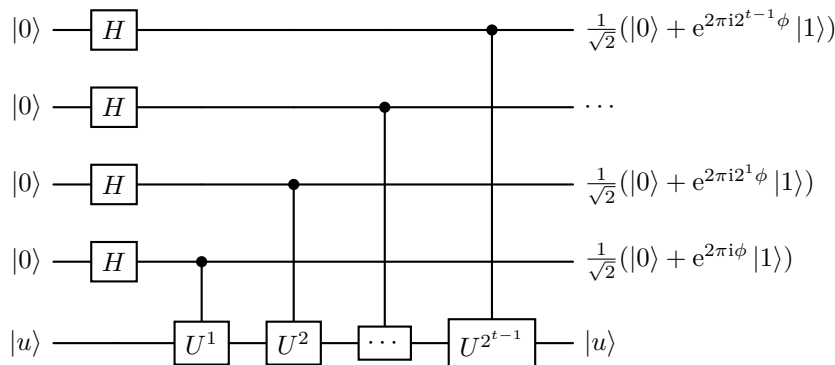 |0⟩ H 1/√2(|0⟩ + e^{2πi2^{t−1}ϕ} |1⟩)
|0⟩ H ⋯
|0⟩ H 1/√2(|0⟩ + e^{2πi2^1ϕ} |1⟩)
|0⟩ H 1/√2(|0⟩ + e^{2πiϕ} |1⟩)
|u⟩ U^1 U^2 ⋯ U^{2^{t−1}} |u⟩